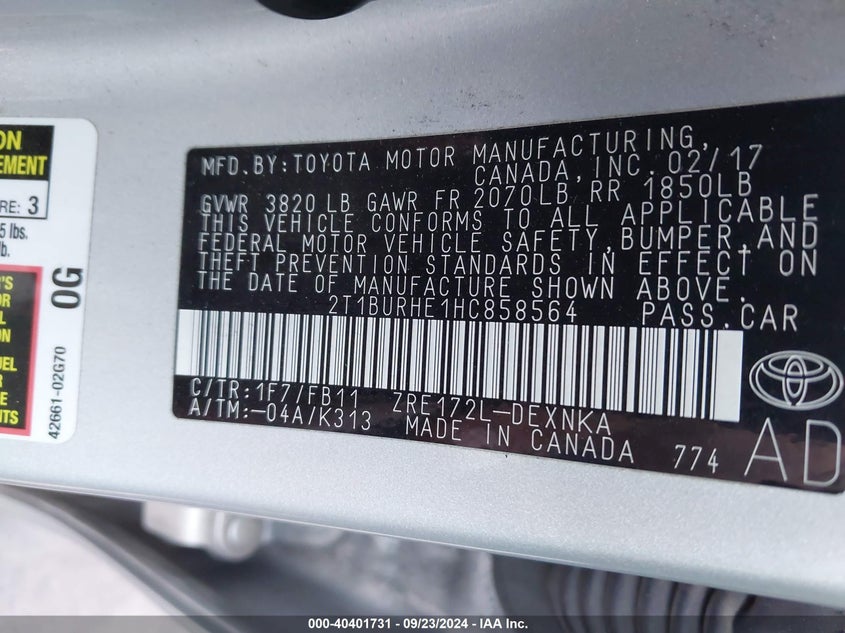 ON
EMENT
RE: 3
5 lbs.
lb.
0G
42661-02G70
MFD.BY:TOYOTA MOTOR MANUFACTURING,
CANADA,INC.02/17
GVWR 3820 LB GAWR FR 2070LB RR 1850LB
THIS VEHICLE CONFORMS TO ALL APPLICABLE
FEDERAL MOTOR VEHICLE SAFETY,BUMPER,AND
THEFT PREVENTION STANDARDS IN EFFECT ON
THE DATE OF MANUFACTURE SHOWN ABOVE.
2T1BURHE1HC858564 PASS.CAR
C/TR:1F7/FB11 ZRE172L-DEXNKA
A/TM:-04A/K313 MADE IN CANADA 774 AD
000-40401731 - 09/23/2024 - IAA Inc.